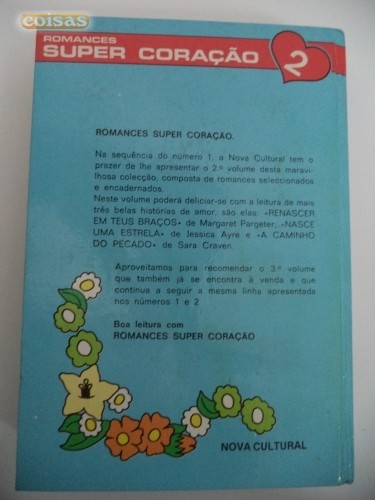 coisas
ROMANCES
SUPER CORAÇÃO 2
ROMANCES SUPER CORAÇÃO.
Na sequência do número 1, a Nova Cultural tem o
prazer de lhe apresentar o 2.º volume desta maravi-
lhosa colecção, composta de romances seleccionados
e encadernados.
Neste volume poderá deliciar-se com a leitura de mais
três belas histórias de amor, são elas: «RENASCER
EM TEUS BRAÇOS» de Margaret Pargeter, «NASCE
UMA ESTRELA» de Jessica Ayre e «A CAMINHO
DO PECADO» de Sara Craven.
Aproveitamos para recomendar o 3.º volume
que também já se encontra à venda e que
continua a seguir a mesma linha apresentada
nos números 1 e 2
Boa leitura com
ROMANCES SUPER CORAÇÃO
NOVA CULTURAL